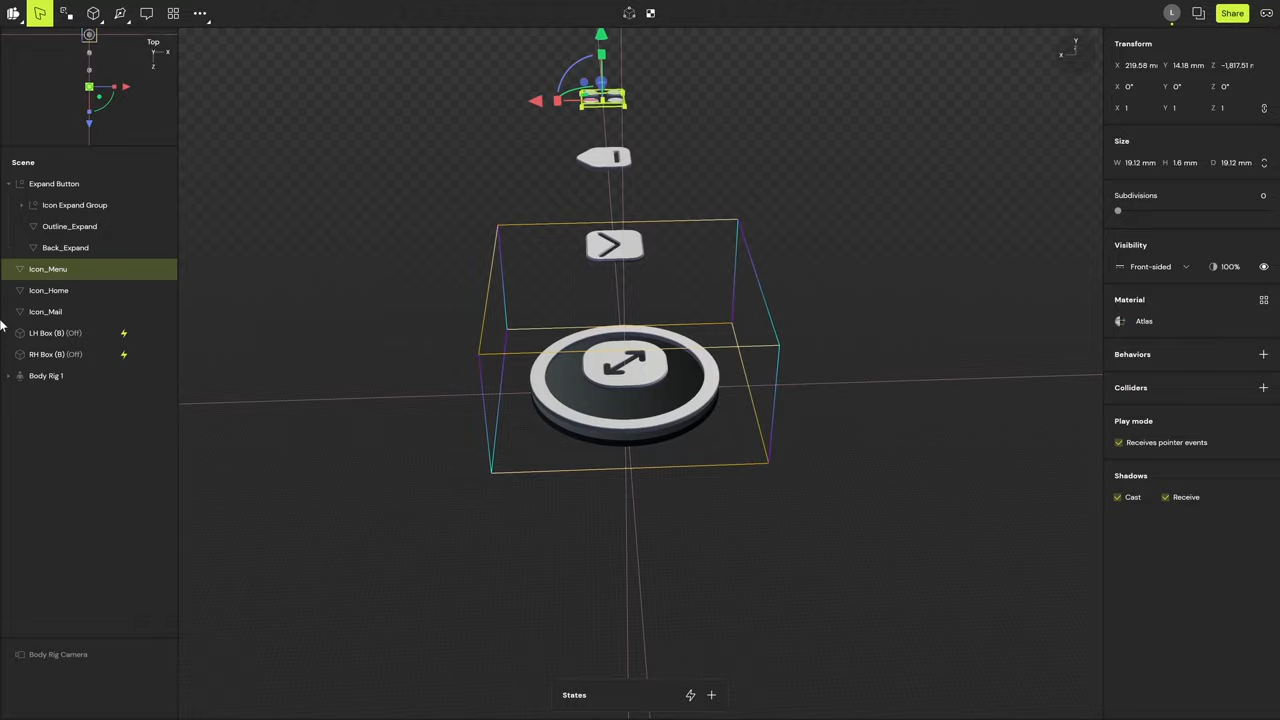 L
Share
Top
Y
X
Z
Scene
Expand Button
Icon Expand Group
Outline_Expand
Back_Expand
Icon_Menu
Icon_Home
Icon_Mail
LH Box (B) (Off)
RH Box (B) (Off)
Body Rig 1
Body Rig Camera
Y
X
States
Transform
X 219.58 mm Y 14.18 mm Z -1,817.51 m
X 0° Y 0° Z 0°
X 1 Y 1 Z 1
Size
W 19.12 mm H 1.6 mm D 19.12 mm
Subdivisions 0
Visibility
Front-sided 100%
Material
Atlas
Behaviors
Colliders
Play mode
Receives pointer events
Shadows
Cast Receive